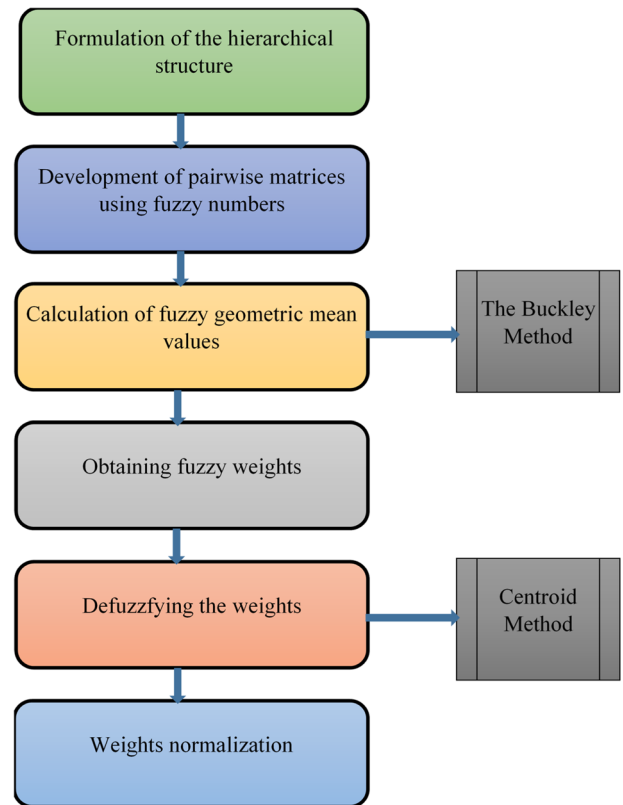 Formulation of the hierarchical
structure
Development of pairwise matrices
using fuzzy numbers
Calculation of fuzzy geometric mean
values
The Buckley
Method
Obtaining fuzzy weights
Defuzzfying the weights
Centroid
Method
Weights normalization